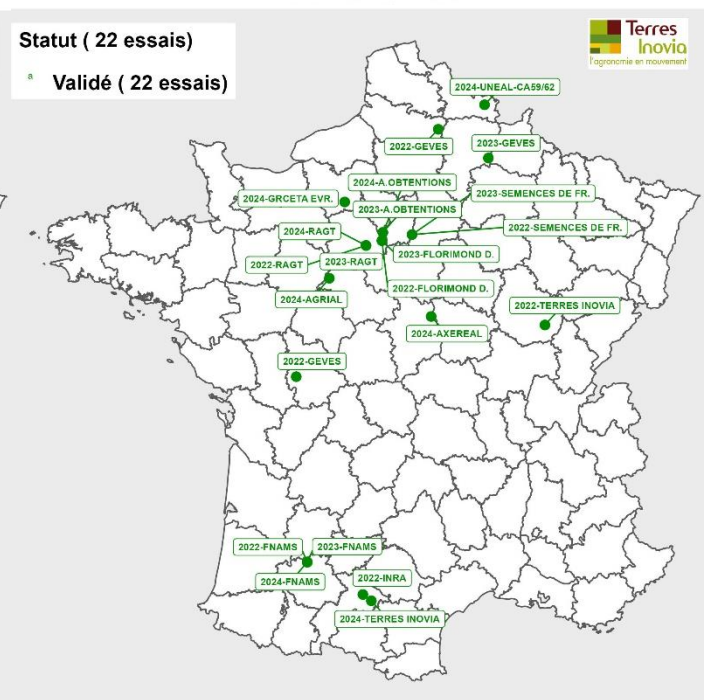 Statut ( 22 essais)
a Validé ( 22 essais)
Terres
Inovia
l'agronomie en mouvement
2024-UNEAL-CA59/62
2022-GEVES
2023-GEVES
2024-A.OBTENTIONS
2023-SEMENCES DE FR.
2024-GRCETA EVR.
2023-A.OBTENTIONS
2024-RAGT
2022-SEMENCES DE FR.
2023-FLORIMOND D.
2022-RAGT
2023-RAGT
2022-FLORIMOND D.
2024-AGRIAL
2022-TERRES INOVIA
2024-AXEREAL
2022-GEVES
2022-FNAMS
2023-FNAMS
2024-FNAMS
2022-INRA
2024-TERRES INOVIA